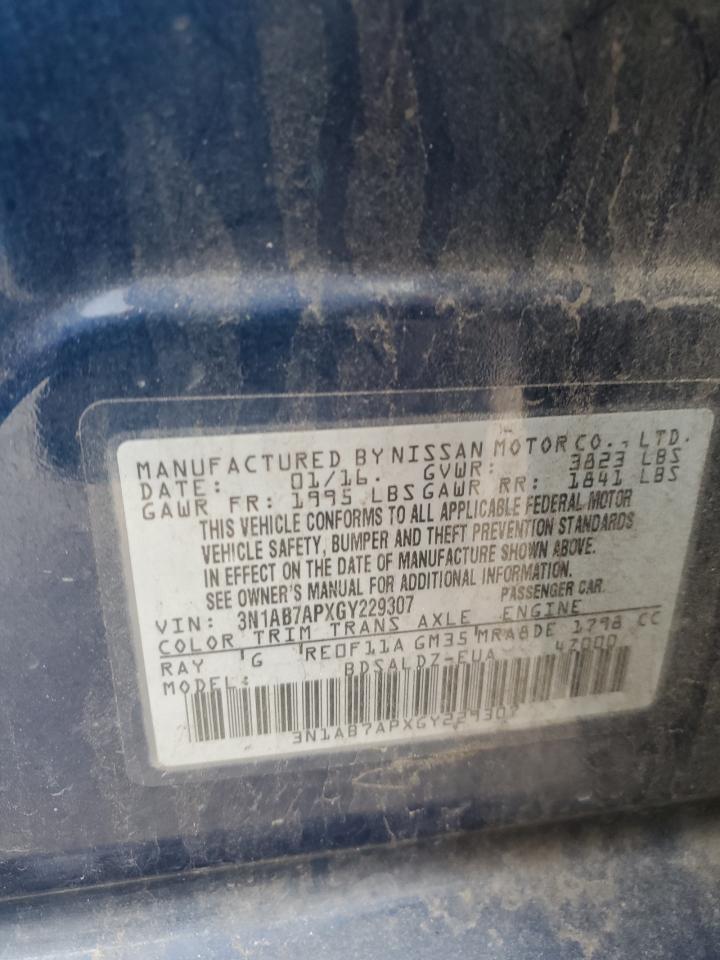 MANUFACTURED BY NISSAN MOTOR CO., LTD.
DATE: 01/16. GVWR: 3823 LBS
GAWR FR: 1995 LBS GAWR RR: 1841 LBS
THIS VEHICLE CONFORMS TO ALL APPLICABLE FEDERAL MOTOR
VEHICLE SAFETY, BUMPER AND THEFT PREVENTION STANDARDS
IN EFFECT ON THE DATE OF MANUFACTURE SHOWN ABOVE.
SEE OWNER'S MANUAL FOR ADDITIONAL INFORMATION.
VIN: 3N1AB7APXGY229307 PASSENGER CAR.
COLOR TRIM TRANS AXLE ENGINE
RAY G RE0F11A GM35 MRA8DE 1798 CC
MODEL: BDSALDZ-EUA 47000
3N1AB7APXGY229307